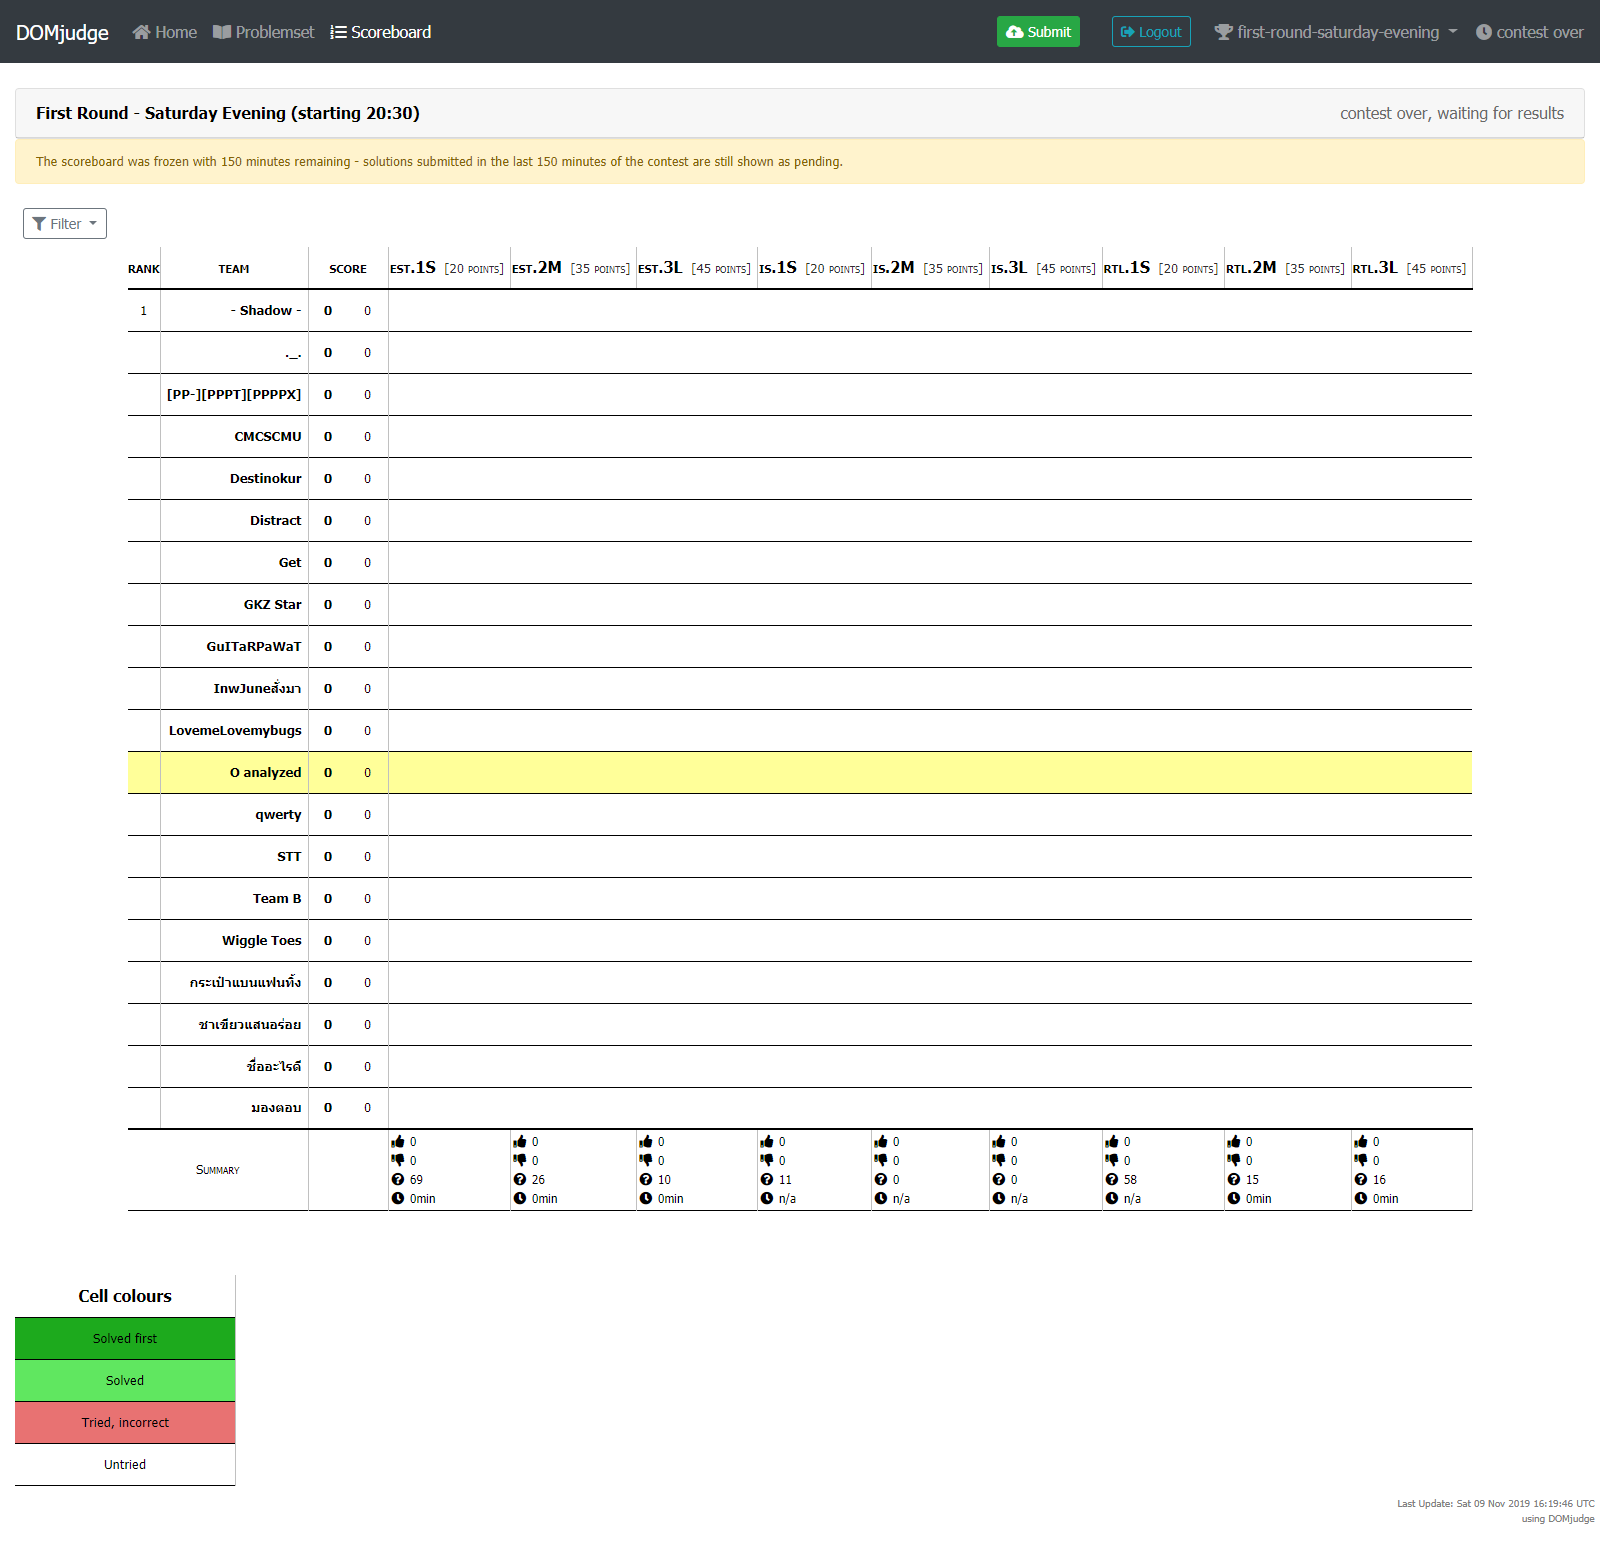 DOMjudge Home Problemset Scoreboard Submit Logout first-round-saturday-evening contest over
First Round - Saturday Evening (starting 20:30) contest over, waiting for results
The scoreboard was frozen with 150 minutes remaining - solutions submitted in the last 150 minutes of the contest are still shown as pending.
Filter
RANK TEAM SCORE EST.1S [20 POINTS] EST.2M [35 POINTS] EST.3L [45 POINTS] IS.1S [20 POINTS] IS.2M [35 POINTS] IS.3L [45 POINTS] RTL.1S [20 POINTS] RTL.2M [35 POINTS] RTL.3L [45 POINTS]
1 - Shadow - 0 0
._. 0 0
[PP-][PPPT][PPPPX] 0 0
CMCSCMU 0 0
Destinokur 0 0
Distract 0 0
Get 0 0
GKZ Star 0 0
GuITaRPaWaT 0 0
InwJuneสั่งมา 0 0
LovemeLovemybugs 0 0
O analyzed 0 0
qwerty 0 0
STT 0 0
Team B 0 0
Wiggle Toes 0 0
กระเป๋าแบนแฟนทิ้ง 0 0
ชาเขียวแสนอร่อย 0 0
ชื่ออะไรดี 0 0
มองตอบ 0 0
0 0 0 0 0 0 0 0 0
0 0 0 0 0 0 0 0 0
Summary
69 26 10 11 0 0 58 15 16
0min 0min 0min n/a n/a n/a n/a 0min 0min
Cell colours
Solved first
Solved
Tried, incorrect
Untried
Last Update: Sat 09 Nov 2019 16:19:46 UTC
using DOMjudge